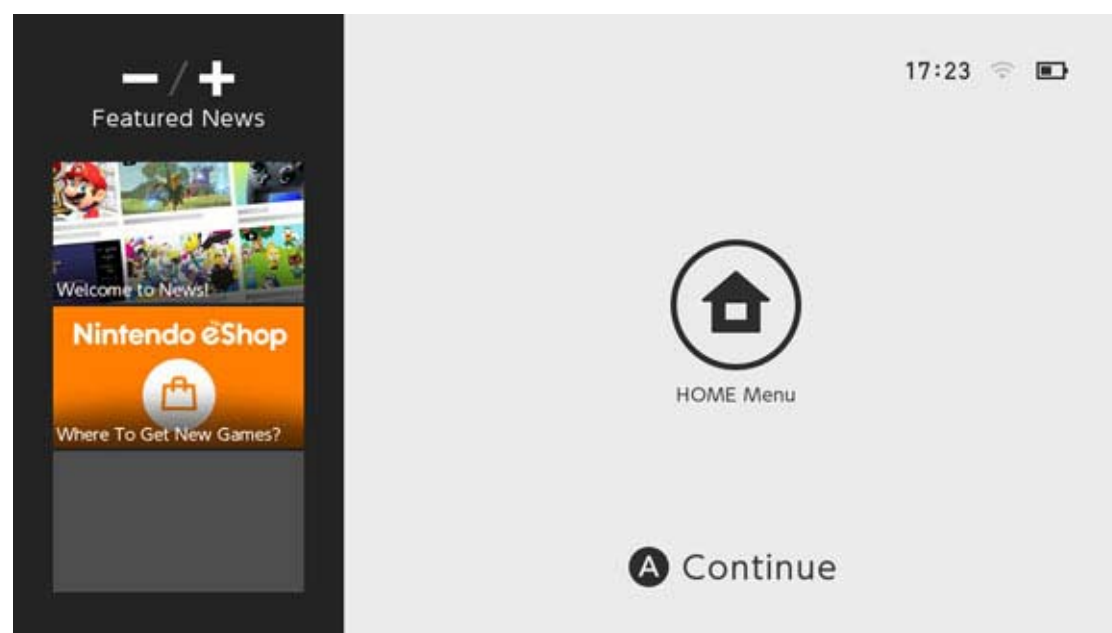 − / +
Featured News
Welcome to News!
Nintendo eShop
Where To Get New Games?
17:23
HOME Menu
A Continue